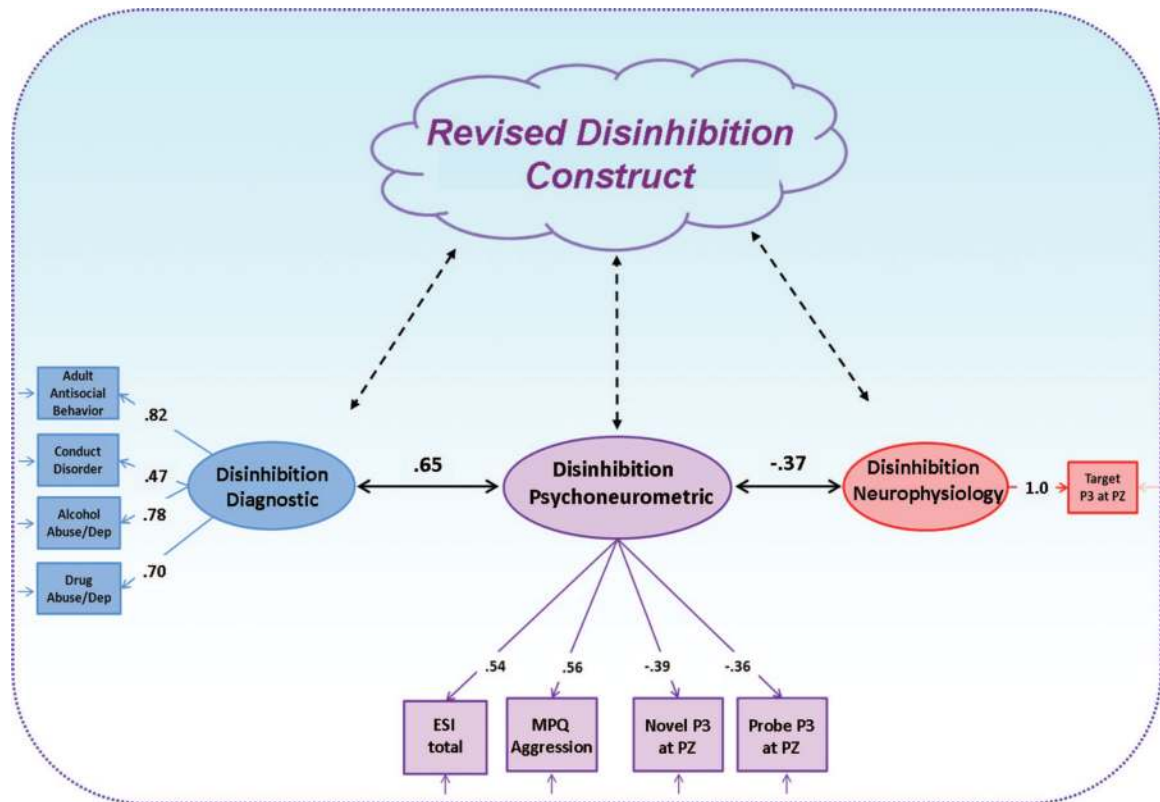 Revised Disinhibition
Construct
Adult
Antisocial
Behavior
.82
Conduct
Disorder
.47
Alcohol
Abuse/Dep
.78
Drug
Abuse/Dep
.70
Disinhibition
Diagnostic
.65
Disinhibition
Psychoneurometric
-.37
Disinhibition
Neurophysiology
1.0
Target
P3 at PZ
.54
.56
-.39
-.36
ESI
total
MPQ
Aggression
Novel P3
at PZ
Probe P3
at PZ